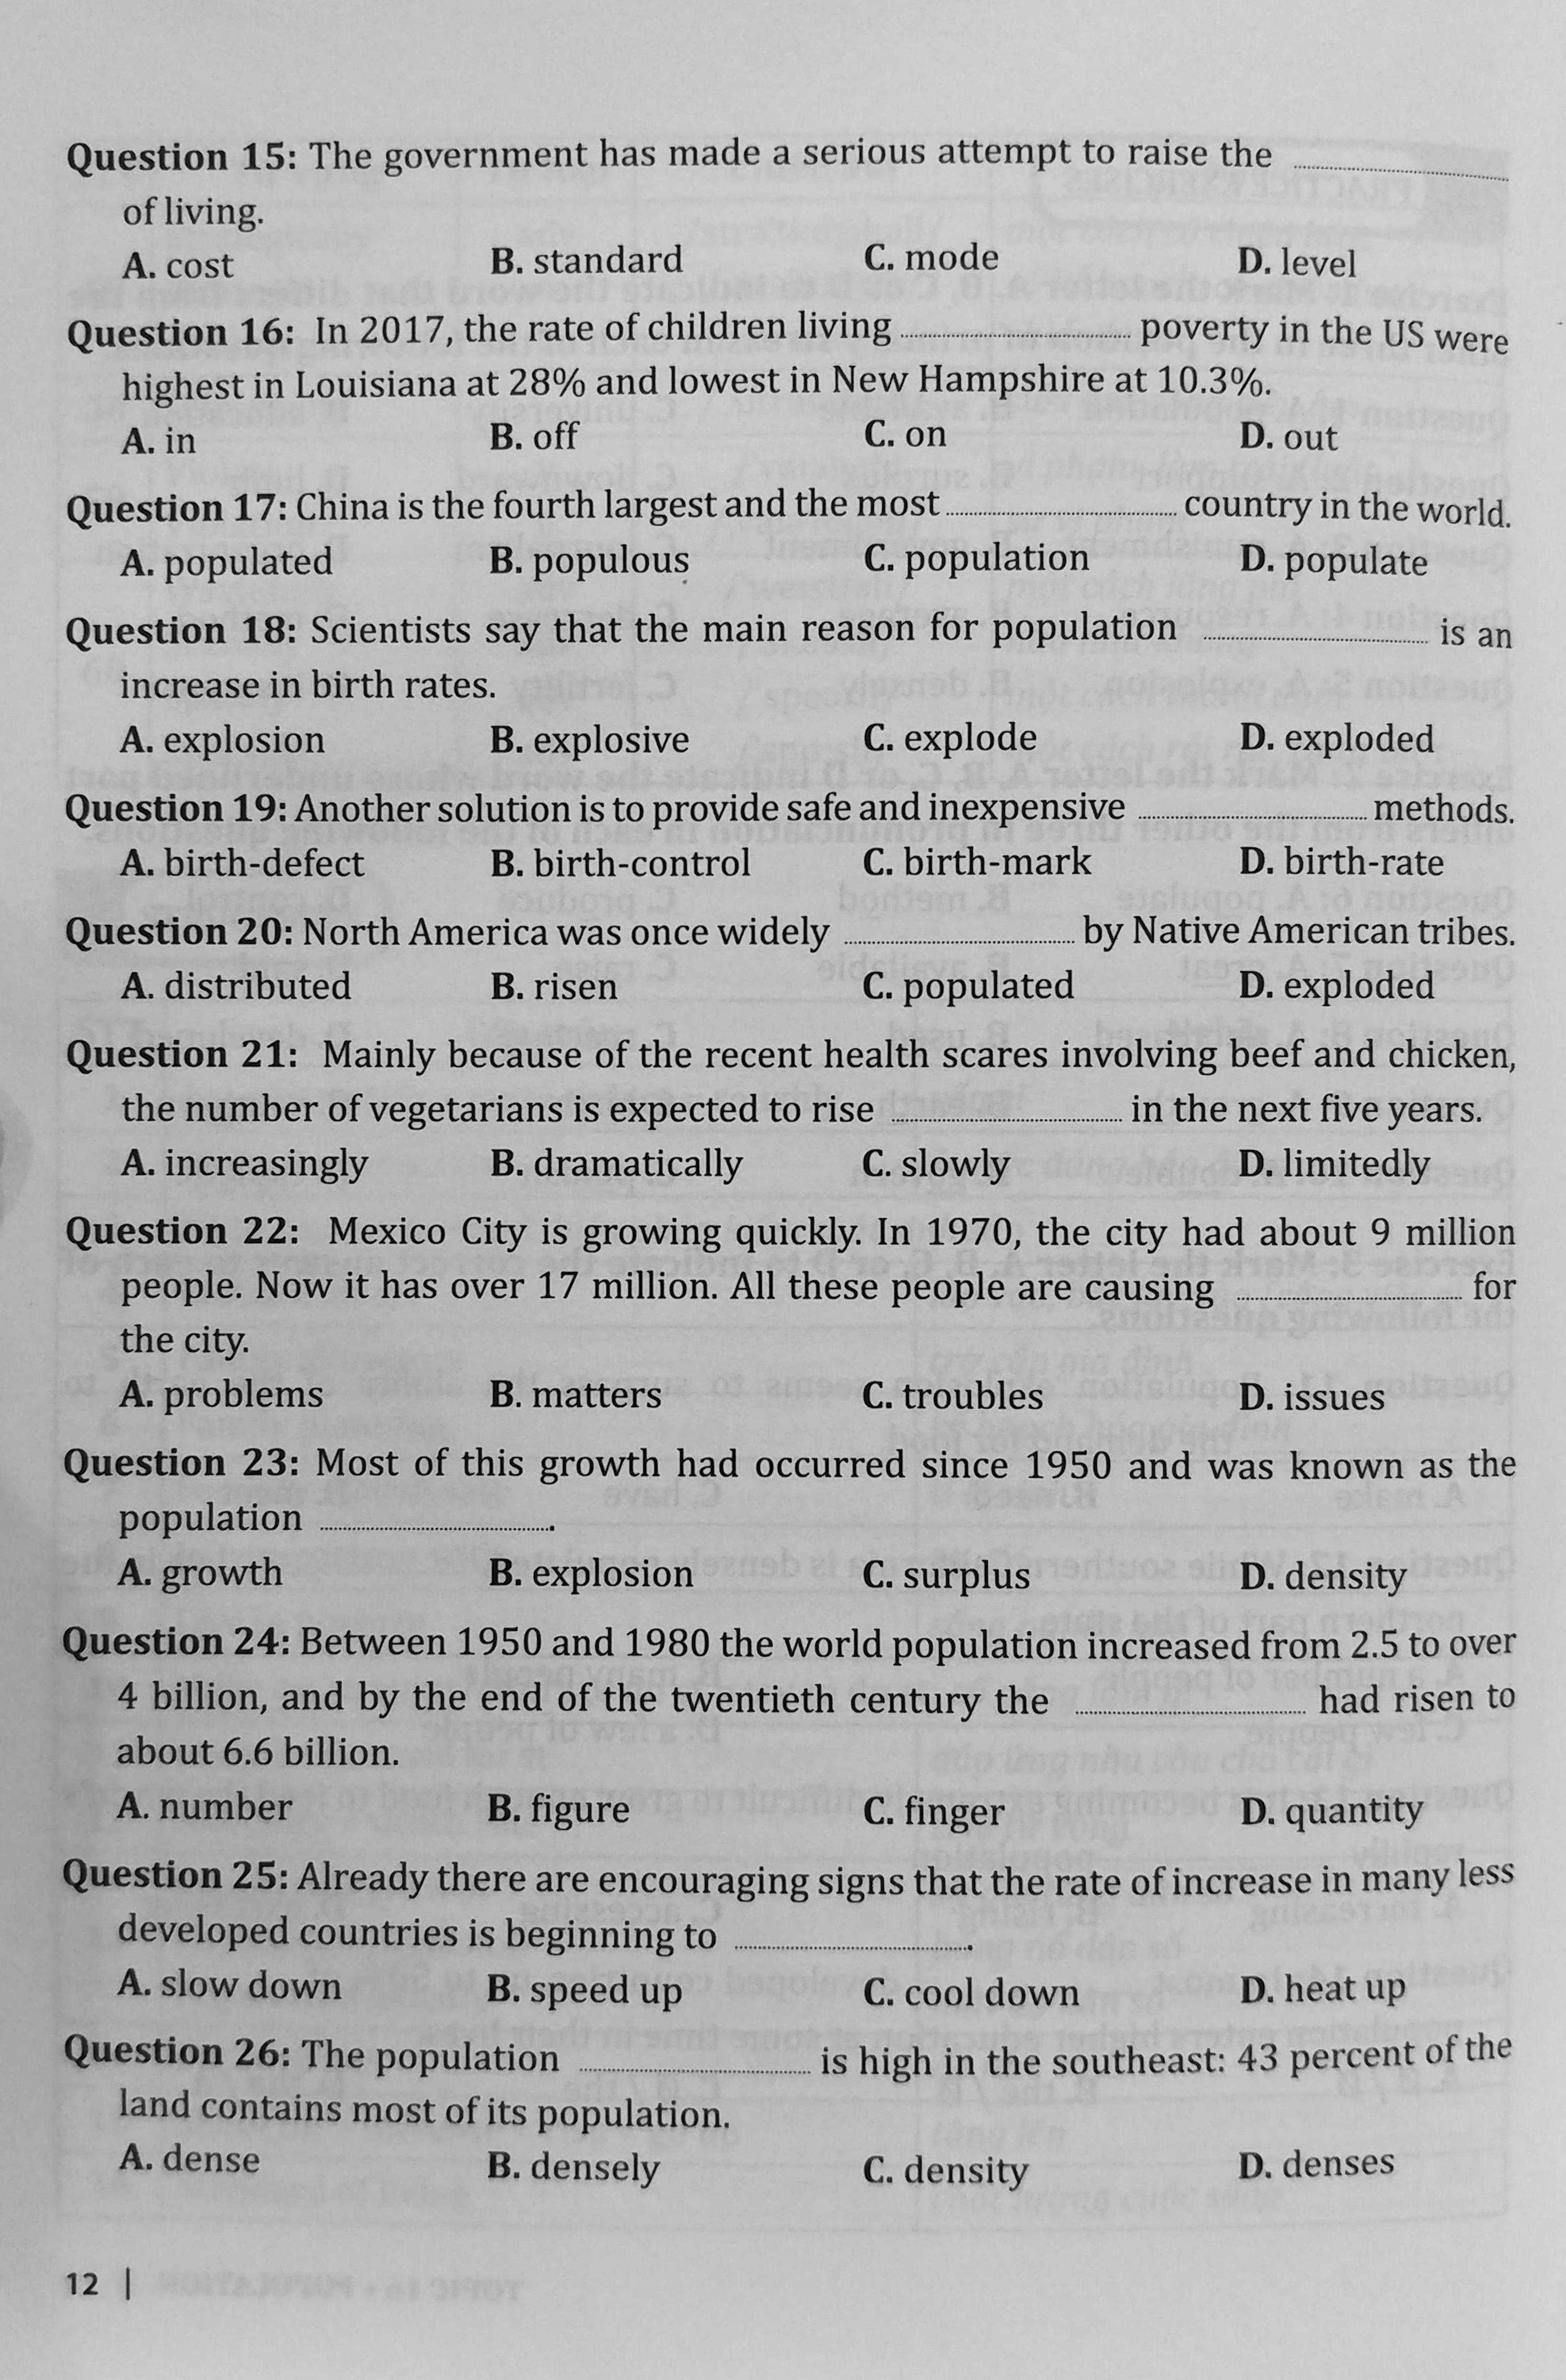 Question 15: The government has made a serious attempt to raise the ....................
of living.
A. cost B. standard C. mode D. level
Question 16: In 2017, the rate of children living .................... poverty in the US were
highest in Louisiana at 28% and lowest in New Hampshire at 10.3%.
A. in B. off C. on D. out
Question 17: China is the fourth largest and the most .................... country in the world.
A. populated B. populous C. population D. populate
Question 18: Scientists say that the main reason for population .................... is an
increase in birth rates.
A. explosion B. explosive C. explode D. exploded
Question 19: Another solution is to provide safe and inexpensive .................... methods.
A. birth-defect B. birth-control C. birth-mark D. birth-rate
Question 20: North America was once widely .................... by Native American tribes.
A. distributed B. risen C. populated D. exploded
Question 21: Mainly because of the recent health scares involving beef and chicken,
the number of vegetarians is expected to rise .................... in the next five years.
A. increasingly B. dramatically C. slowly D. limitedly
Question 22: Mexico City is growing quickly. In 1970, the city had about 9 million
people. Now it has over 17 million. All these people are causing .................... for
the city.
A. problems B. matters C. troubles D. issues
Question 23: Most of this growth had occurred since 1950 and was known as the
population .....................
A. growth B. explosion C. surplus D. density
Question 24: Between 1950 and 1980 the world population increased from 2.5 to over
4 billion, and by the end of the twentieth century the .................... had risen to
about 6.6 billion.
A. number B. figure C. finger D. quantity
Question 25: Already there are encouraging signs that the rate of increase in many less
developed countries is beginning to .....................
A. slow down B. speed up C. cool down D. heat up
Question 26: The population .................... is high in the southeast: 43 percent of the
land contains most of its population.
A. dense B. densely C. density D. denses
12 |